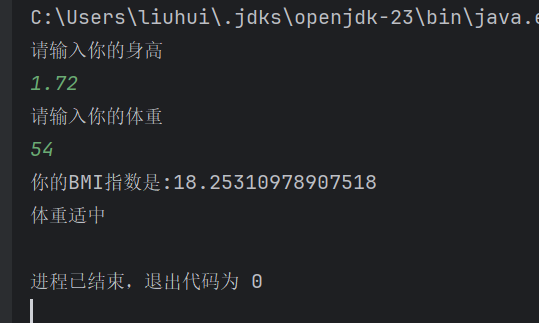 C:\Users\liuhui\.jdks\openjdk-23\bin\java.e
请输入你的身高
1.72
请输入你的体重
54
你的BMI指数是:18.25310978907518
体重适中
进程已结束，退出代码为 0